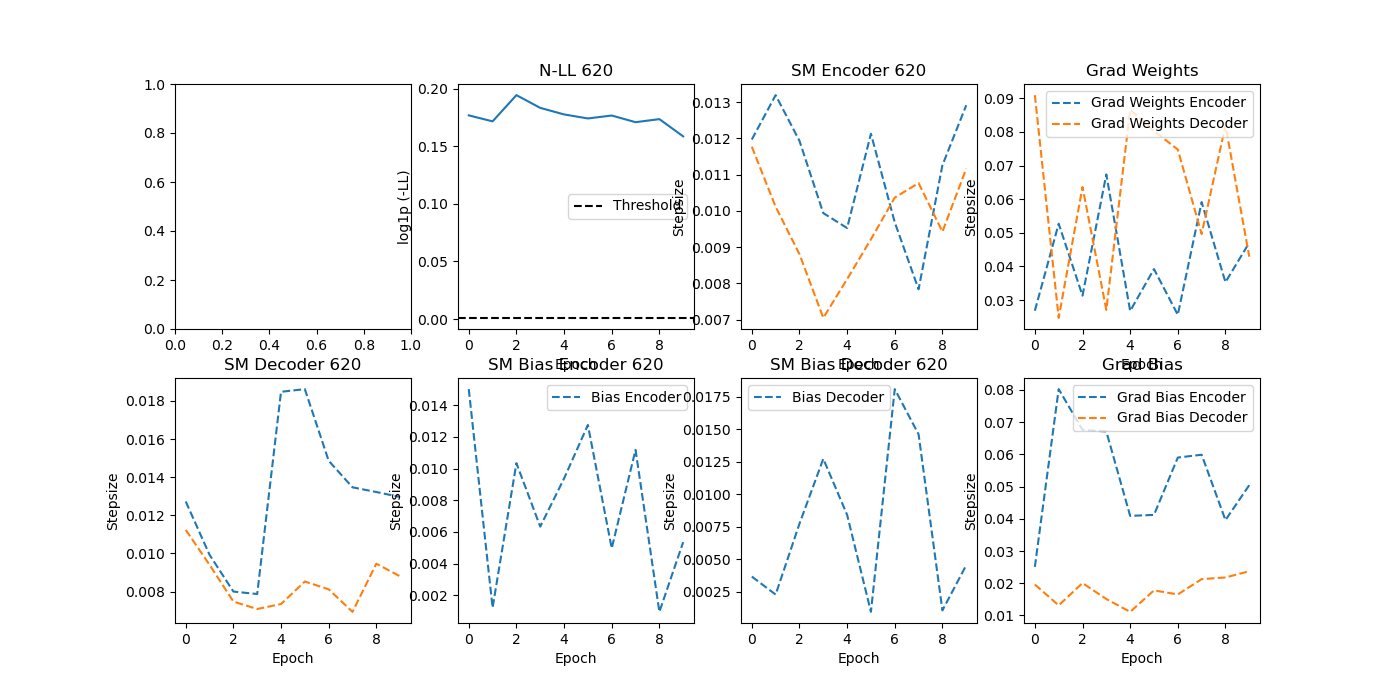 N-LL 620
SM Encoder 620
Grad Weights
1.0
0.8
0.6
0.4
0.2
0.0
0.0 0.2 0.4 0.6 0.8 1.0
log1p (-LL)
0.20
0.15
0.10
0.05
0.00
Threshold
0 2 4 6 8
Epoch
Stepsize
0.013
0.012
0.011
0.010
0.009
0.008
0.007
0 2 4 6 8
Epoch
Stepsize
0.09
0.08
0.07
0.06
0.05
0.04
0.03
Grad Weights Encoder
Grad Weights Decoder
0 2 4 6 8
Epoch
SM Decoder 620
SM Bias Encoder 620
SM Bias Decoder 620
Grad Bias
Stepsize
0.018
0.016
0.014
0.012
0.010
0.008
0 2 4 6 8
Epoch
Stepsize
0.014
0.012
0.010
0.008
0.006
0.004
0.002
Bias Encoder
0 2 4 6 8
Epoch
0.0175
0.0150
0.0125
0.0100
0.0075
0.0050
0.0025
Bias Decoder
0 2 4 6 8
Epoch
Stepsize
0.08
0.07
0.06
0.05
0.04
0.03
0.02
0.01
Grad Bias Encoder
Grad Bias Decoder
0 2 4 6 8
Epoch